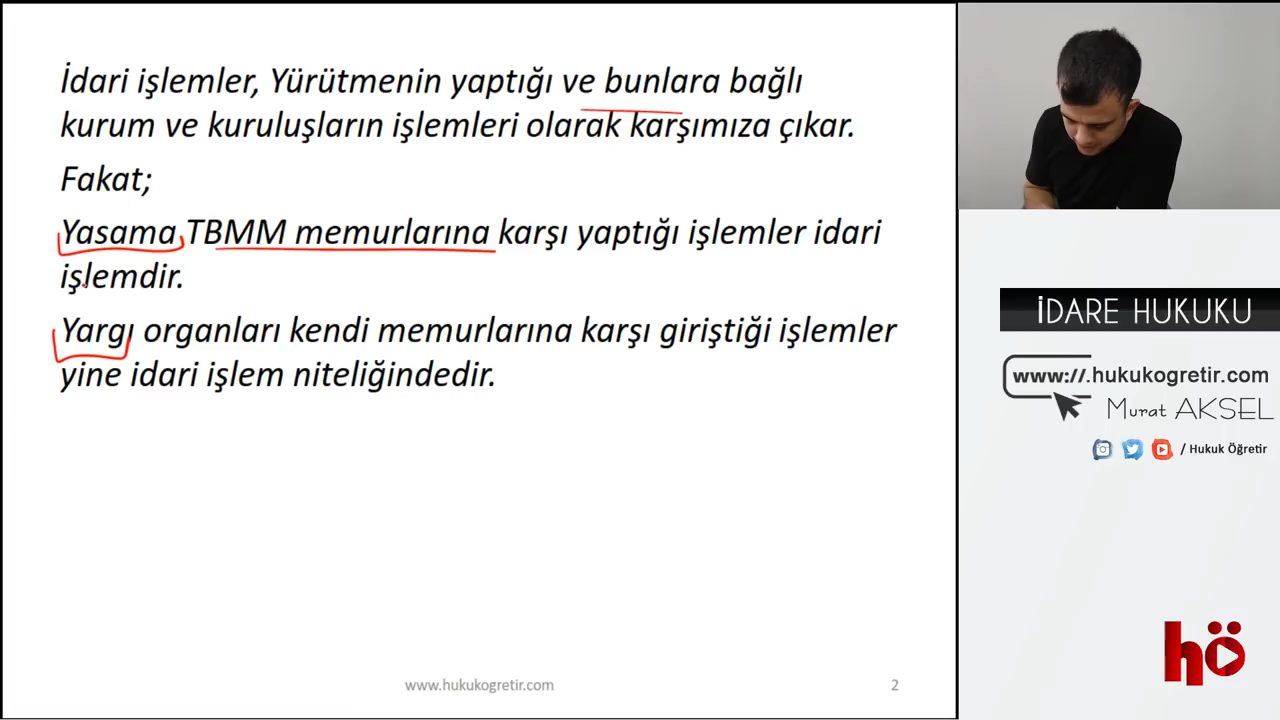 İdari işlemler, Yürütmenin yaptığı ve bunlara bağlı
kurum ve kuruluşların işlemleri olarak karşımıza çıkar.
Fakat;
Yasama TBMM memurlarına karşı yaptığı işlemler idari
işlemdir.
Yargı organları kendi memurlarına karşı giriştiği işlemler
yine idari işlem niteliğindedir.
www.hukukogretir.com
2
İDARE HUKUKU
www://.hukukogretir.com
Murat AKSEL
/ Hukuk Öğretir
hö